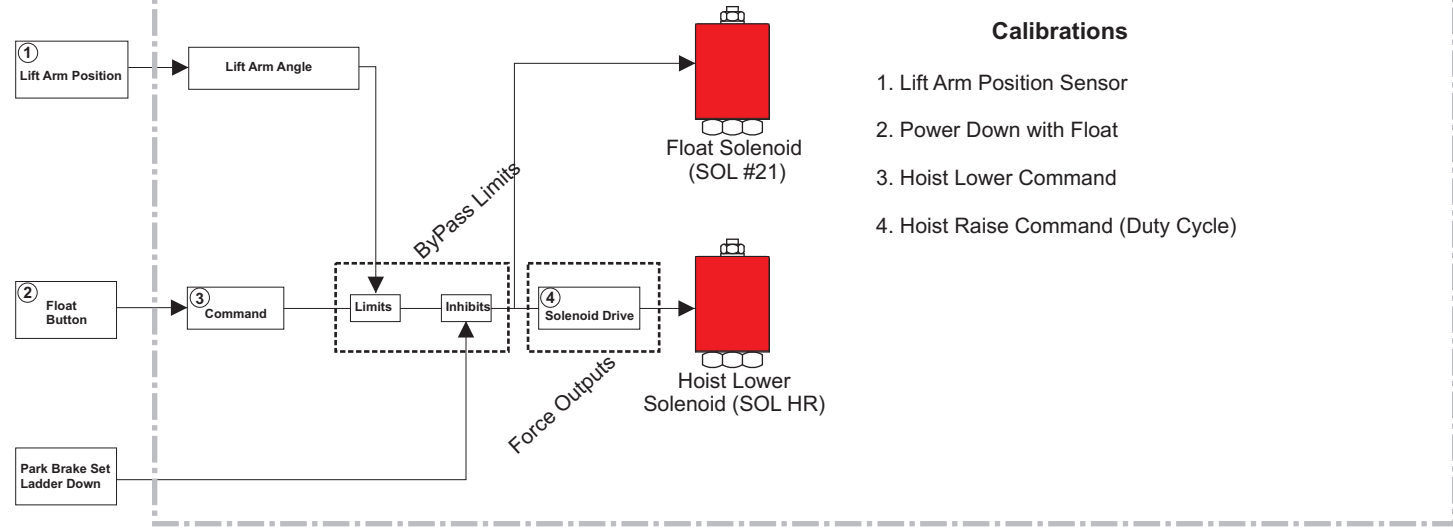 Calibrations
1. Lift Arm Position Sensor
2. Power Down with Float
3. Hoist Lower Command
4. Hoist Raise Command (Duty Cycle)
1
Lift Arm Position
Lift Arm Angle
Float Solenoid
(SOL #21)
ByPass Limits
2
Float
Button
3
Command
Limits
Inhibits
4
Solenoid Drive
Hoist Lower
Solenoid (SOL HR)
Force Outputs
Park Brake Set
Ladder Down